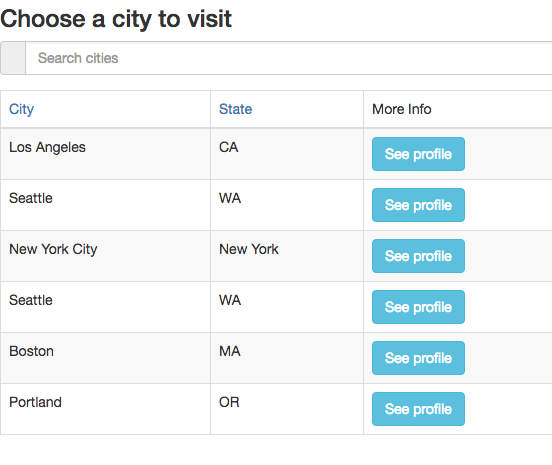 Choose a city to visit
Search cities
City State More Info
Los Angeles CA See profile
Seattle WA See profile
New York City New York See profile
Seattle WA See profile
Boston MA See profile
Portland OR See profile